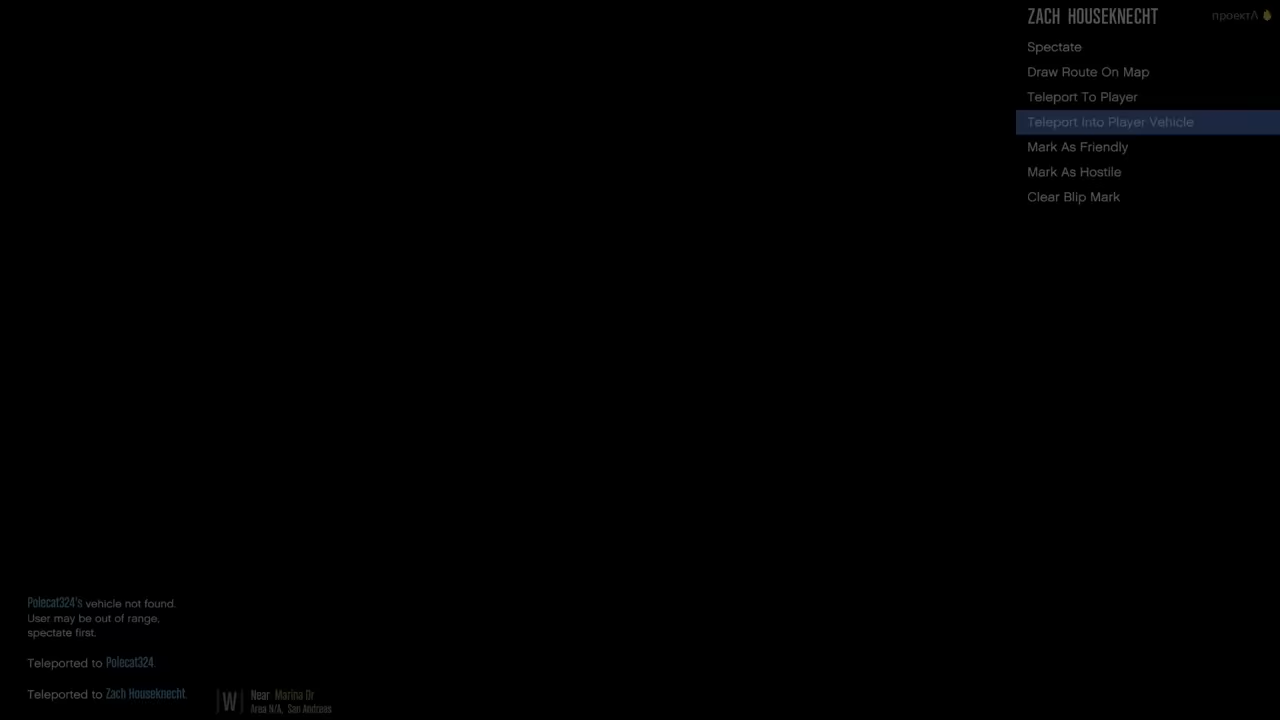 ZACH HOUSEKNECHT
проектΛ
Spectate
Draw Route On Map
Teleport To Player
Teleport Into Player Vehicle
Mark As Friendly
Mark As Hostile
Clear Blip Mark
Polecat324's vehicle not found.
User may be out of range,
spectate first.
Teleported to Polecat324.
Teleported to Zach Houseknecht.
W
Near Marina Dr
Area N/A, San Andreas